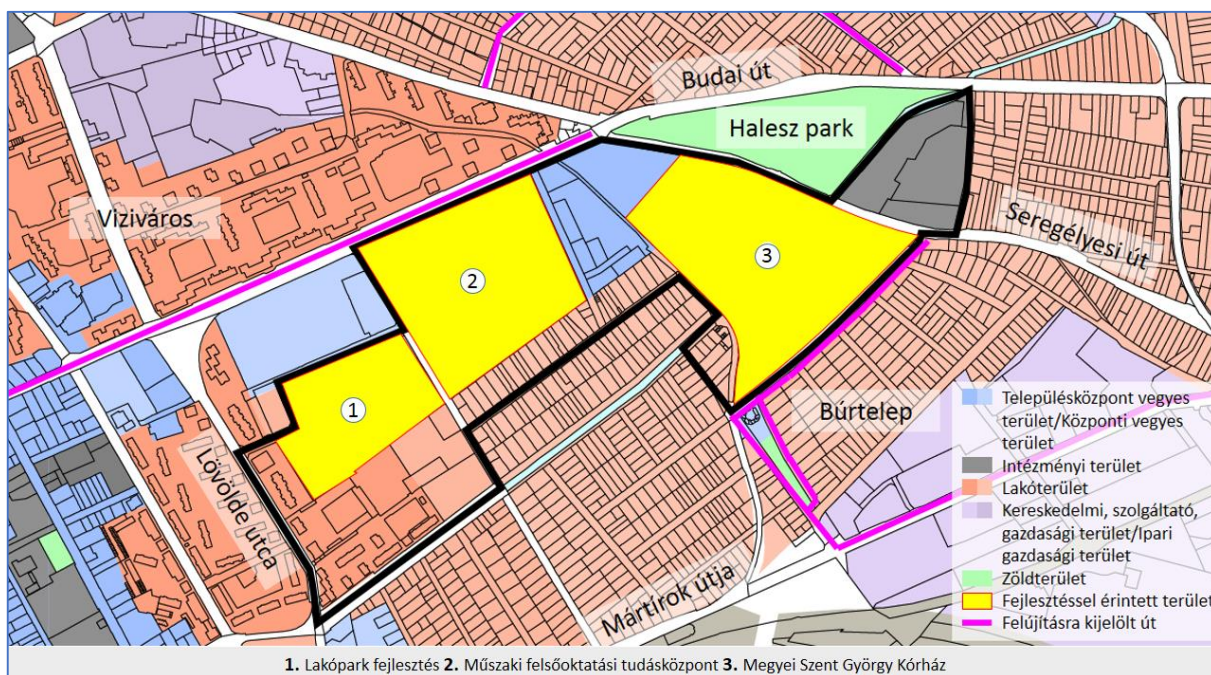 Budai út
Halesz park
Víziváros
Seregélyesi út
2
3
1
Búrtelep
Lövölde utca
Mártírok útja
Településközpont vegyes
terület/Központi vegyes
terület
Intézményi terület
Lakóterület
Kereskedelmi, szolgáltató,
gazdasági terület/Ipari
gazdasági terület
Zöldterület
Fejlesztéssel érintett terület
Felújításra kijelölt út
1. Lakópark fejlesztés 2. Műszaki felsőoktatási tudásközpont 3. Megyei Szent György Kórház